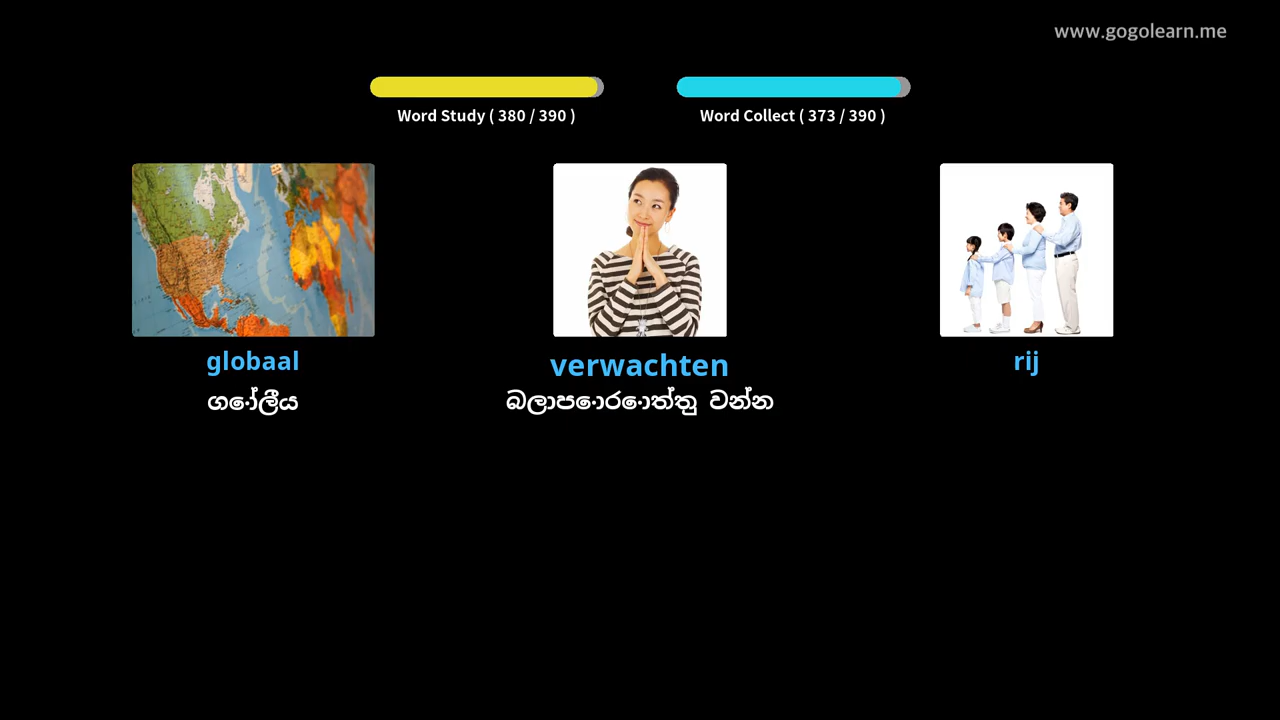 www.gogolearn.me
Word Study ( 380 / 390 )
Word Collect ( 373 / 390 )
globaal
verwachten
rij
ගෝලීය
බලාපොරොත්තු වන්න